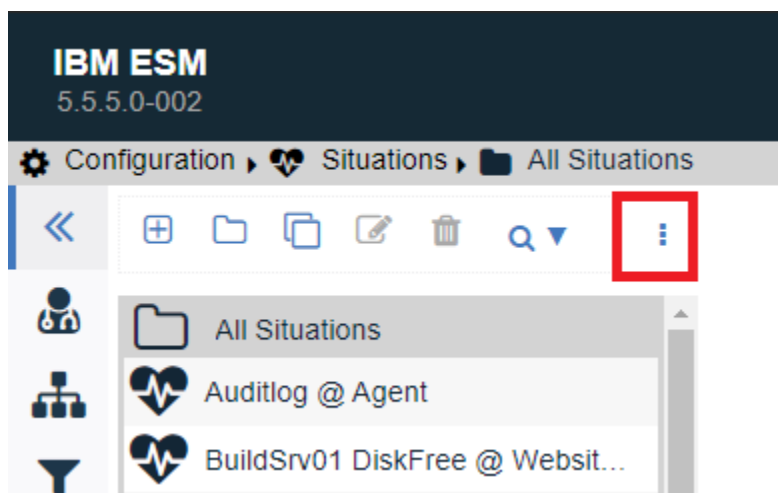 IBM ESM
5.5.5.0-002
Configuration Situations All Situations
All Situations
Auditlog @ Agent
BuildSrv01 DiskFree @ Websit...